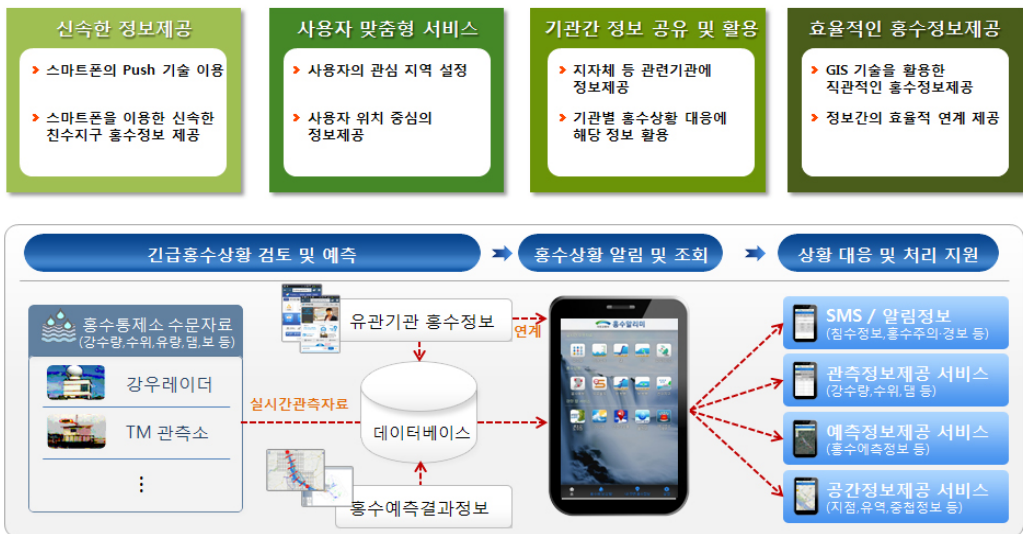 신속한 정보제공
스마트폰의 Push 기술 이용
스마트폰을 이용한 신속한
친수지구 홍수정보 제공
사용자 맞춤형 서비스
사용자의 관심 지역 설정
사용자 위치 중심의
정보제공
기관간 정보 공유 및 활용
지자체 등 관련기관에
정보제공
기관별 홍수상황 대응에
해당 정보 활용
효율적인 홍수정보제공
GIS 기술을 활용한
직관적인 홍수정보제공
정보간의 효율적 연계 제공
긴급홍수상황 검토 및 예측
홍수상황 알림 및 조회
상황 대응 및 처리 지원
홍수통제소 수문자료
(강수량,수위,유량,댐,보 등)
강우레이더
TM 관측소
⋮
실시간관측자료
유관기관 홍수정보
연계
데이터베이스
홍수예측결과정보
홍수알리미
SMS / 알림정보
(침수정보,홍수주의·경보 등)
관측정보제공 서비스
(강수량,수위,댐 등)
예측정보제공 서비스
(홍수예측정보 등)
공간정보제공 서비스
(지점,유역,중첩정보 등)